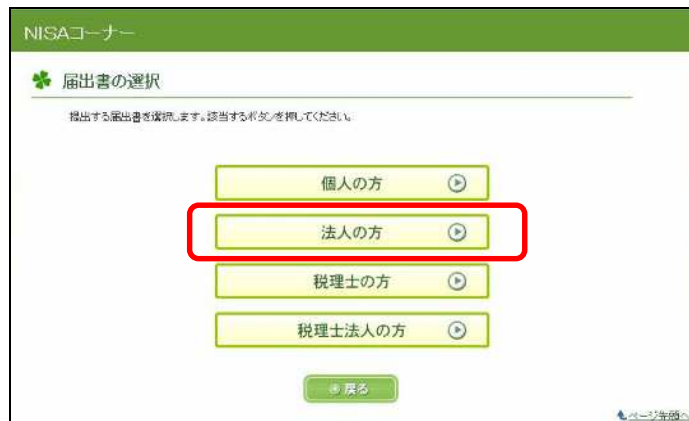 NISAコーナー
届出書の選択
提出する届出書を選択します。該当するボタンを押してください。
個人の方
法人の方
税理士の方
税理士法人の方
戻る
ページ先頭へ